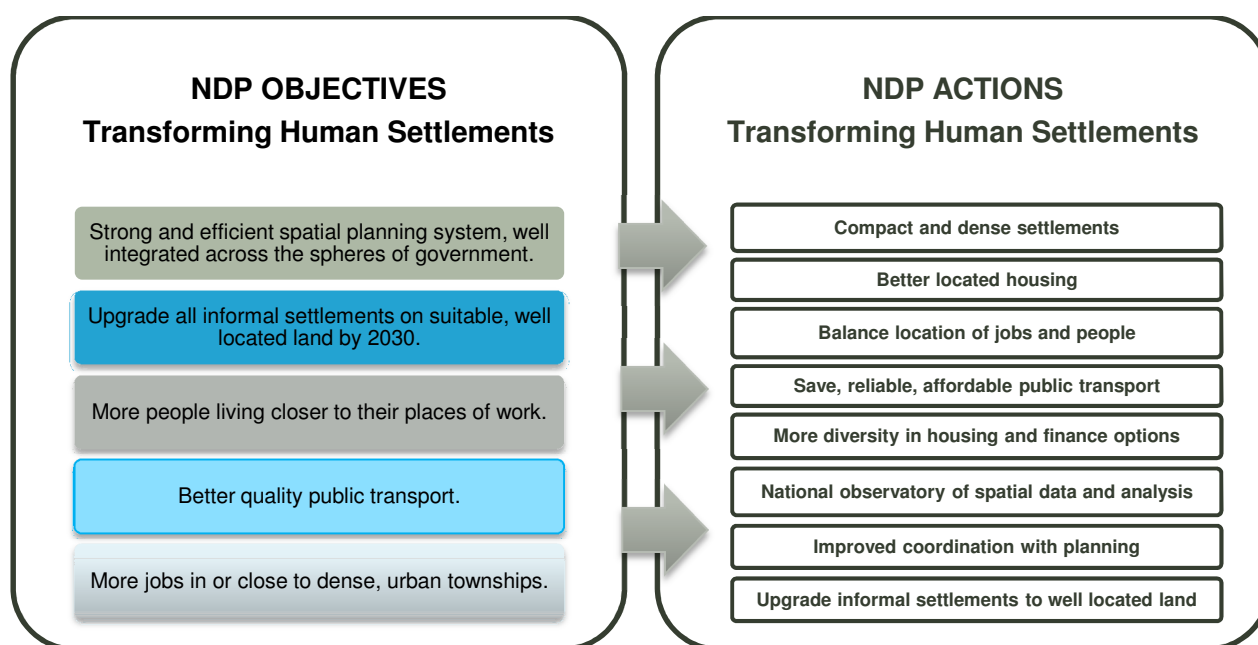 NDP OBJECTIVES
Transforming Human Settlements
Strong and efficient spatial planning system, well
integrated across the spheres of government.
Upgrade all informal settlements on suitable, well
located land by 2030.
More people living closer to their places of work.
Better quality public transport.
More jobs in or close to dense, urban townships.
NDP ACTIONS
Transforming Human Settlements
Compact and dense settlements
Better located housing
Balance location of jobs and people
Save, reliable, affordable public transport
More diversity in housing and finance options
National observatory of spatial data and analysis
Improved coordination with planning
Upgrade informal settlements to well located land